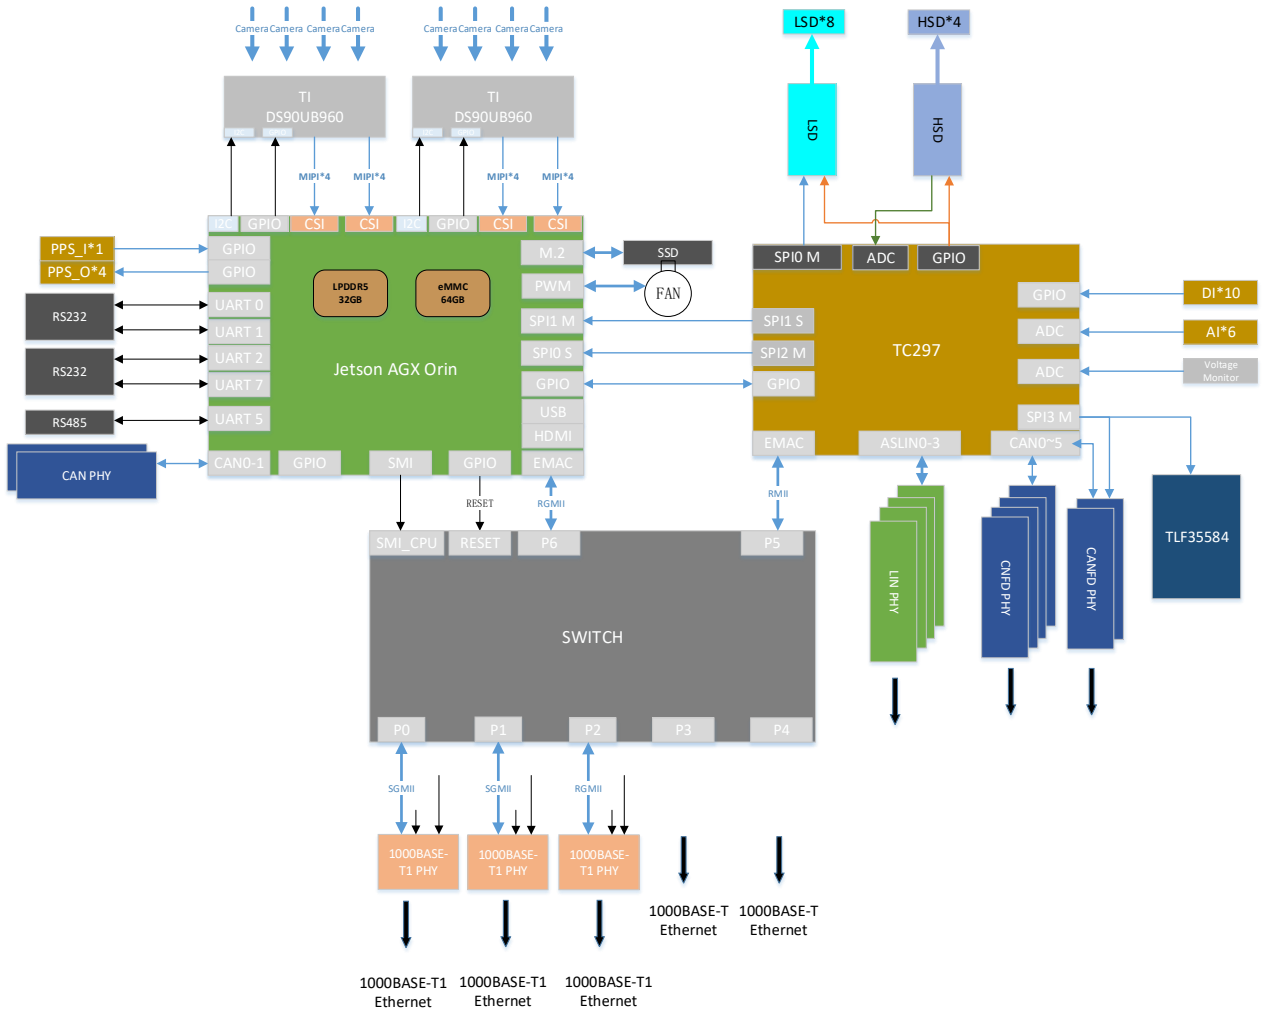 LSD*8
HSD*4
Camera
Camera
Camera
Camera
Camera
Camera
Camera
Camera
TI
DS90UB960
I2C
GPIO
TI
DS90UB960
I2C
GPIO
LSD
HSD
MIPI*4
MIPI*4
MIPI*4
MIPI*4
I2C
GPIO
CSI
CSI
I2C
GPIO
CSI
CSI
PPS_I*1
PPS_O*4
GPIO
GPIO
RS232
UART 0
UART 1
RS232
UART 2
UART 7
RS485
UART 5
CAN PHY
CAN0-1
LPDDR5
32GB
eMMC
64GB
Jetson AGX Orin
M.2
PWM
SPI1 M
SPI0 S
GPIO
USB
HDMI
EMAC
GPIO
SMI
GPIO
SSD
FAN
SPI0 M
ADC
GPIO
SPI1 S
SPI2 M
GPIO
TC297
GPIO
ADC
ADC
SPI3 M
EMAC
ASLIN0-3
CAN0~5
DI*10
AI*6
Voltage
Monitor
RESET
RGMII
RMII
SMI_CPU
RESET
P6
P5
LIN PHY
CNFD PHY
CANFD PHY
TLF35584
SWITCH
P0
P1
P2
P3
P4
SGMII
SGMII
RGMII
1000BASE-
T1 PHY
1000BASE-
T1 PHY
1000BASE-
T1 PHY
1000BASE-T
Ethernet
1000BASE-T
Ethernet
1000BASE-T1
Ethernet
1000BASE-T1
Ethernet
1000BASE-T1
Ethernet